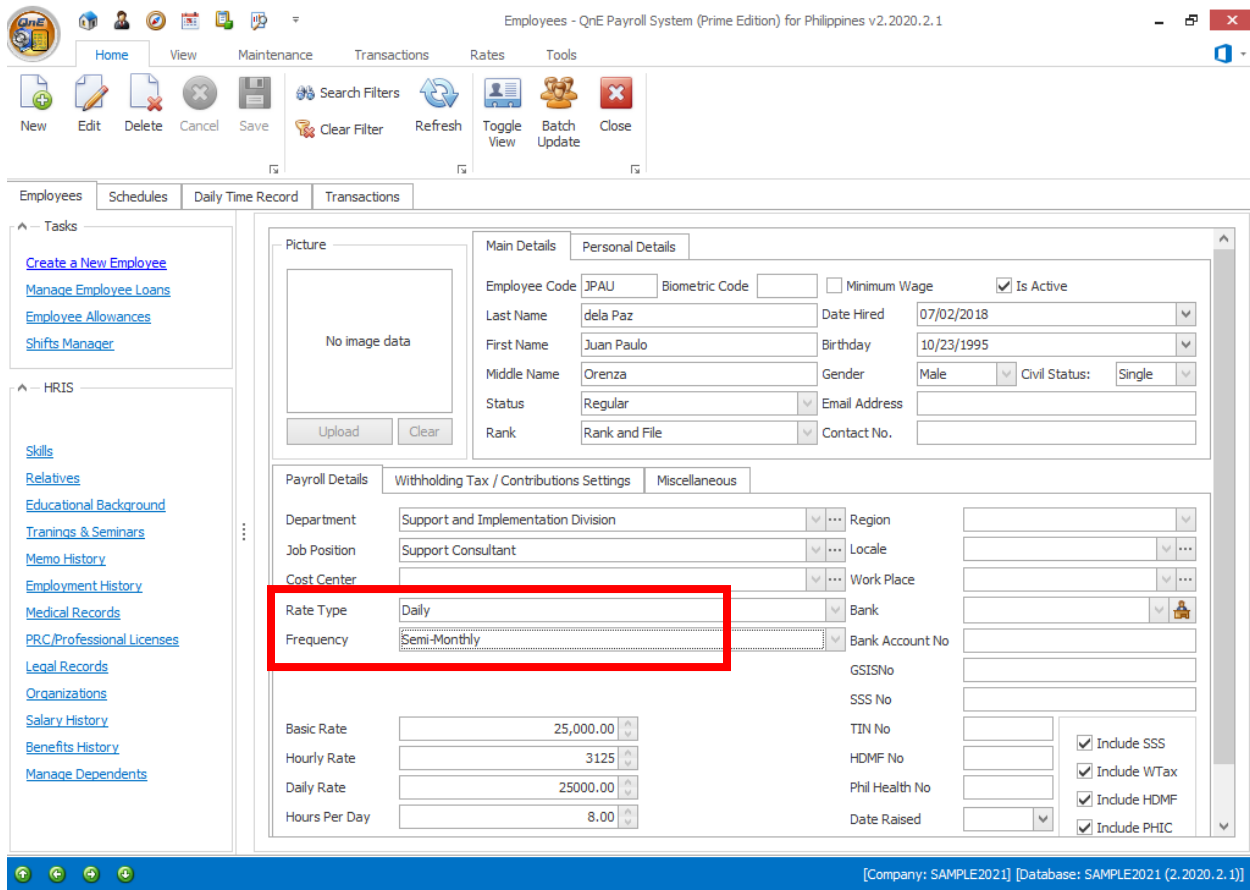 QnE
Employees - QnE Payroll System (Prime Edition) for Philippines v2.2020.2.1
Home View Maintenance Transactions Rates Tools
New Edit Delete Cancel Save Search Filters Clear Filter Refresh Toggle View Batch Update Close
Employees Schedules Daily Time Record Transactions
Tasks
Create a New Employee
Manage Employee Loans
Employee Allowances
Shifts Manager
HRIS
Skills
Relatives
Educational Background
Tranings & Seminars
Memo History
Employment History
Medical Records
PRC/Professional Licenses
Legal Records
Organizations
Salary History
Benefits History
Manage Dependents
Picture
No image data
Upload Clear
Main Details Personal Details
Employee Code JPAU Biometric Code Minimum Wage Is Active
Last Name dela Paz Date Hired 07/02/2018
First Name Juan Paulo Birthday 10/23/1995
Middle Name Orenza Gender Male Civil Status: Single
Status Regular Email Address
Rank Rank and File Contact No.
Payroll Details Withholding Tax / Contributions Settings Miscellaneous
Department Support and Implementation Division Region
Job Position Support Consultant Locale
Cost Center Work Place
Rate Type Daily Bank
Frequency Semi-Monthly Bank Account No
GSISNo
SSS No
Basic Rate 25,000.00 TIN No Include SSS
Hourly Rate 3125 HDMF No Include WTax
Daily Rate 25000.00 Phil Health No Include HDMF
Hours Per Day 8.00 Date Raised Include PHIC
[Company: SAMPLE2021] [Database: SAMPLE2021 (2.2020.2.1)]